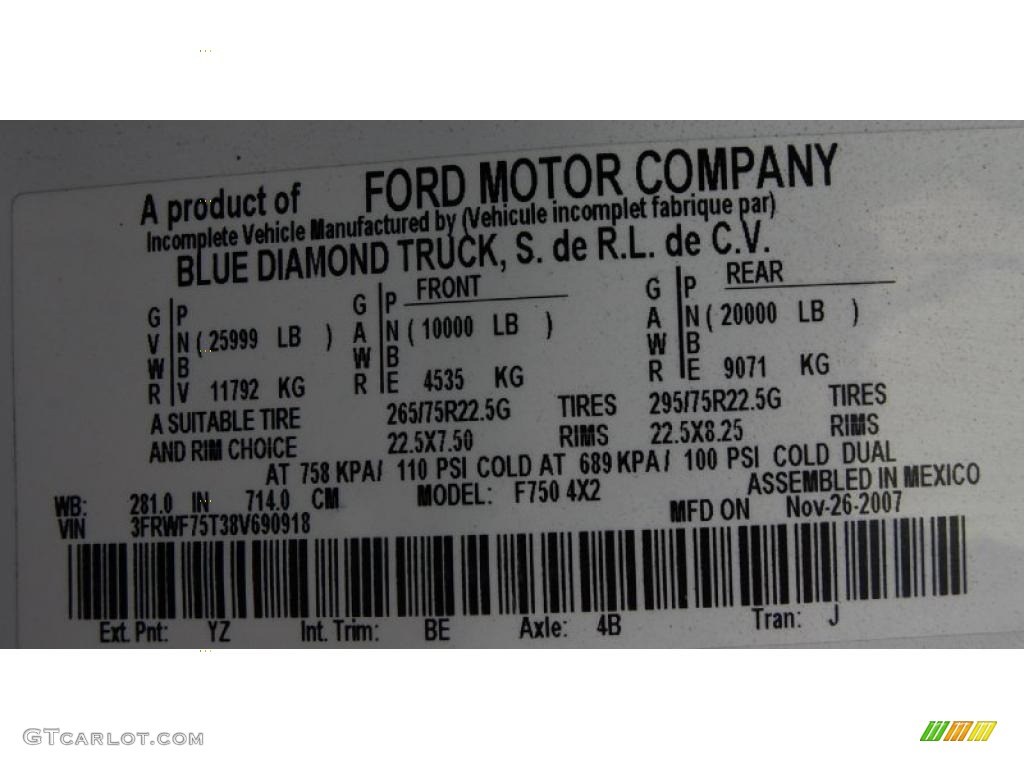 A product of FORD MOTOR COMPANY
Incomplete Vehicle Manufactured by (Vehicule incomplet fabrique par)
BLUE DIAMOND TRUCK, S. de R.L. de C.V.
FRONT REAR
G P G P G P
V N ( 25999 LB ) A N ( 10000 LB ) A N ( 20000 LB )
W B W B W B
R V 11792 KG R E 4535 KG R E 9071 KG
A SUITABLE TIRE 265/75R22.5G TIRES 295/75R22.5G TIRES
AND RIM CHOICE 22.5X7.50 RIMS 22.5X8.25 RIMS
AT 758 KPA/ 110 PSI COLD AT 689 KPA/ 100 PSI COLD DUAL
WB: 281.0 IN 714.0 CM MODEL: F750 4X2 ASSEMBLED IN MEXICO
VIN 3FRWF75T38V690918 MFD ON Nov-26-2007
Ext. Pnt: YZ Int. Trim: BE Axle: 4B Tran: J
GTCARLOT.COM